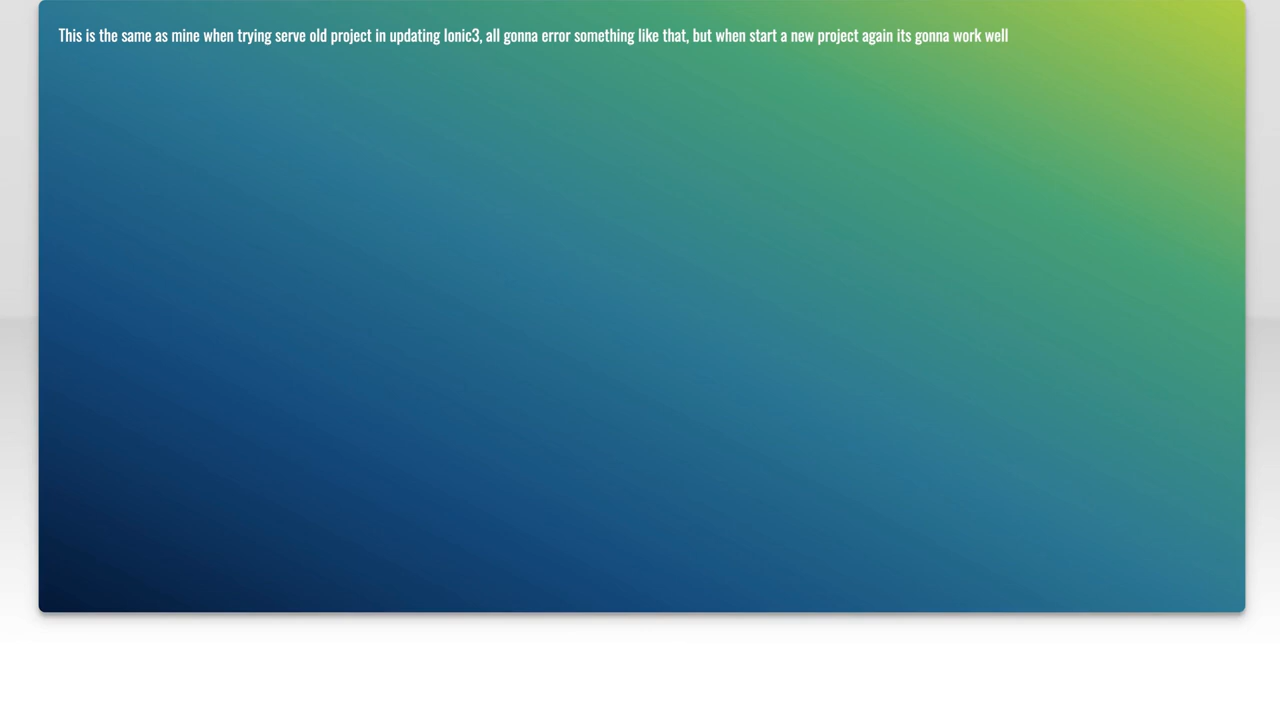 This is the same as mine when trying serve old project in updating Ionic3, all gonna error something like that, but when start a new project again its gonna work well